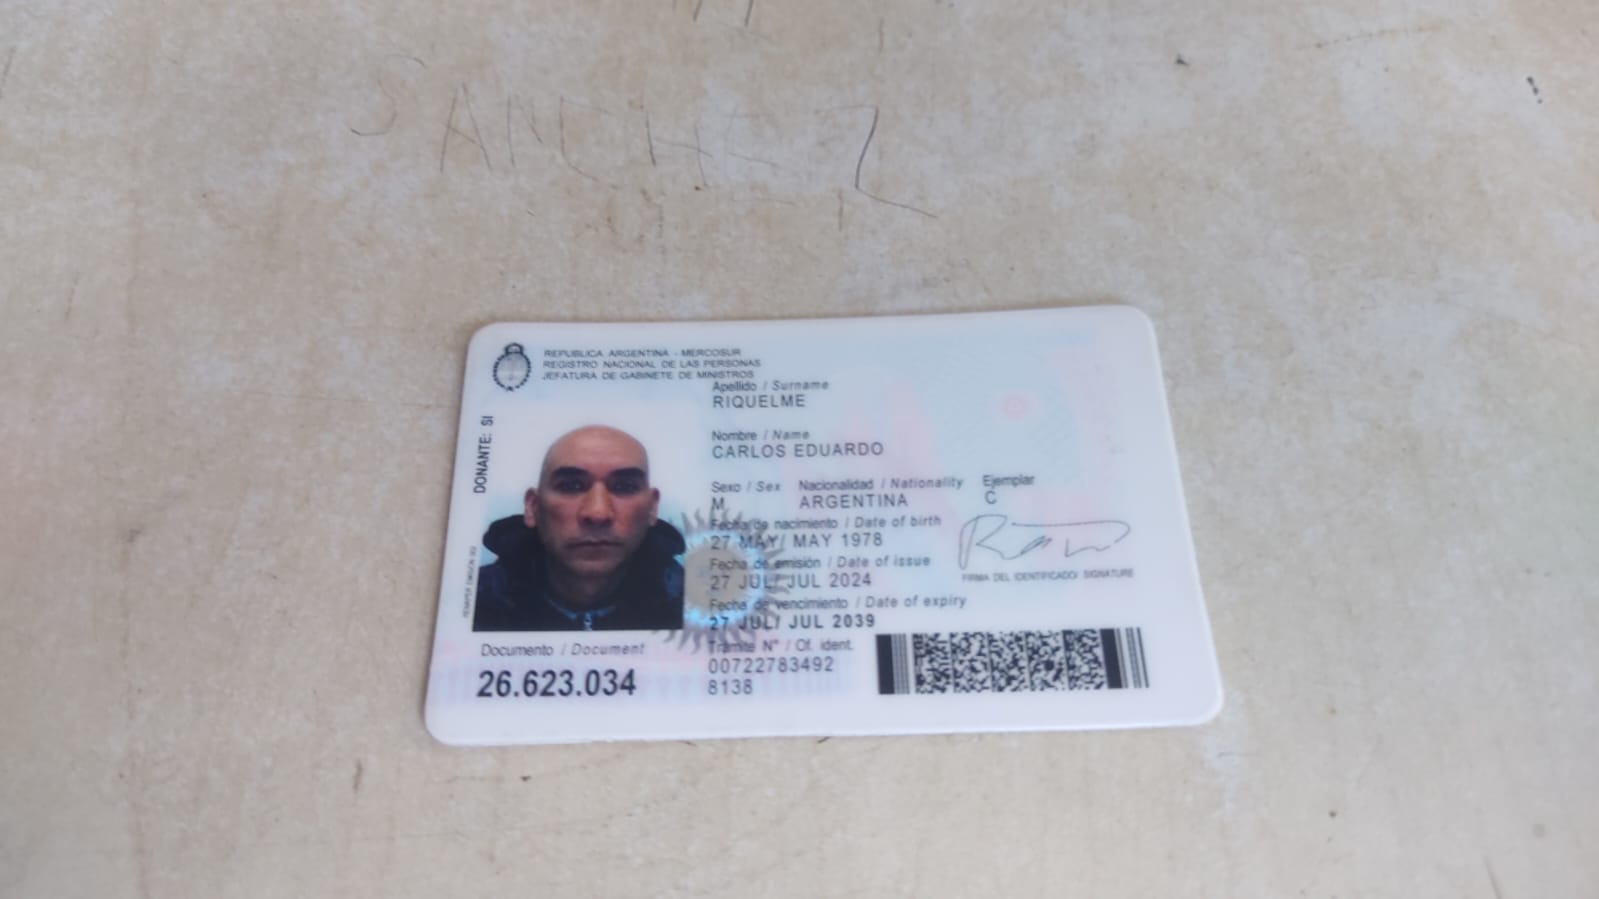 SANCHEZ
REPUBLICA ARGENTINA - MERCOSUR
REGISTRO NACIONAL DE LAS PERSONAS
JEFATURA DE GABINETE DE MINISTROS
Apellido / Surname
RIQUELME
Nombre / Name
CARLOS EDUARDO
Sexo / Sex Nacionalidad / Nationality Ejemplar
M ARGENTINA C
Fecha de nacimiento / Date of birth
27 MAY/ MAY 1978
Fecha de emisión / Date of issue
27 JUL/ JUL 2024
FIRMA DEL IDENTIFICADO/ SIGNATURE
Fecha de vencimiento / Date of expiry
27 JUL/ JUL 2039
Trámite N° / Of. ident.
00722783492
8138
Documento / Document
26.623.034
DONANTE: SI